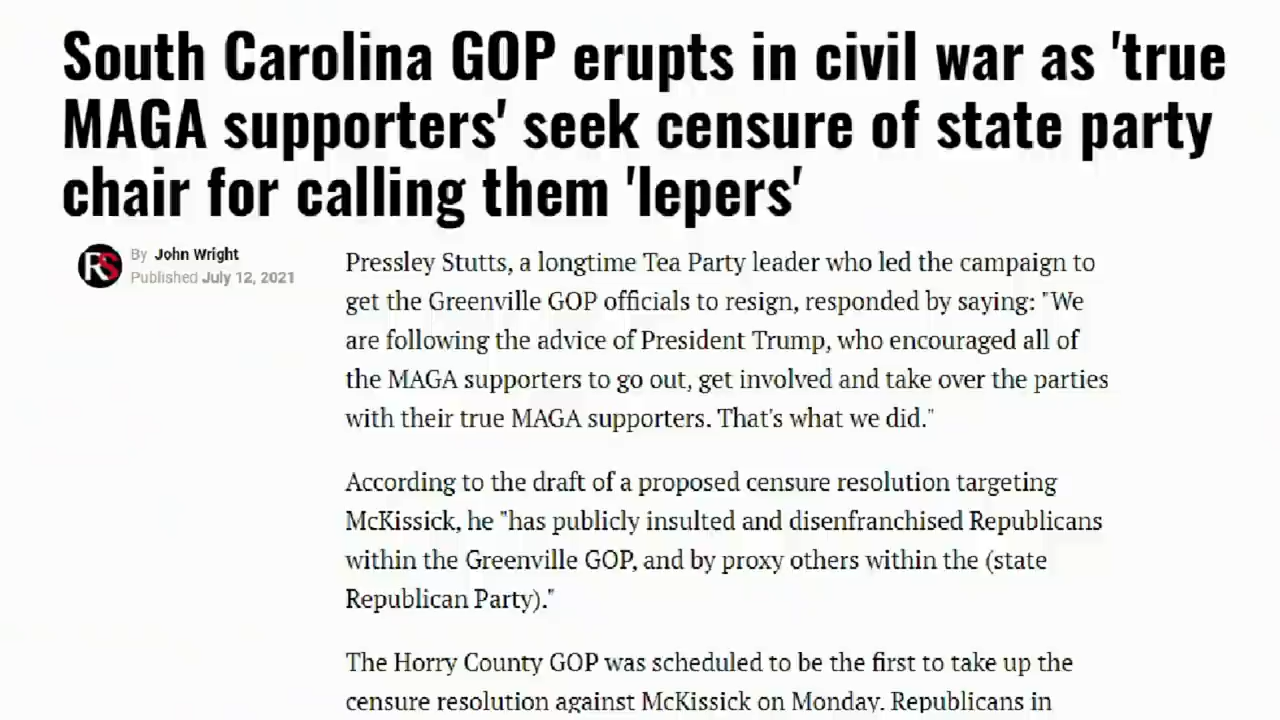 South Carolina GOP erupts in civil war as 'true
MAGA supporters' seek censure of state party
chair for calling them 'lepers'
RS
By John Wright
Published July 12, 2021
Pressley Stutts, a longtime Tea Party leader who led the campaign to
get the Greenville GOP officials to resign, responded by saying: "We
are following the advice of President Trump, who encouraged all of
the MAGA supporters to go out, get involved and take over the parties
with their true MAGA supporters. That's what we did."
According to the draft of a proposed censure resolution targeting
McKissick, he "has publicly insulted and disenfranchised Republicans
within the Greenville GOP, and by proxy others within the (state
Republican Party)."
The Horry County GOP was scheduled to be the first to take up the
censure resolution against McKissick on Monday. Republicans in